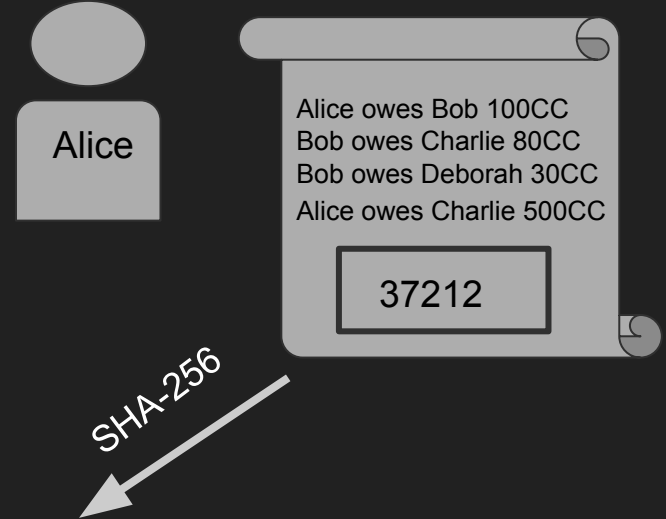 Alice
Alice owes Bob 100CC
Bob owes Charlie 80CC
Bob owes Deborah 30CC
Alice owes Charlie 500CC
37212
SHA-256